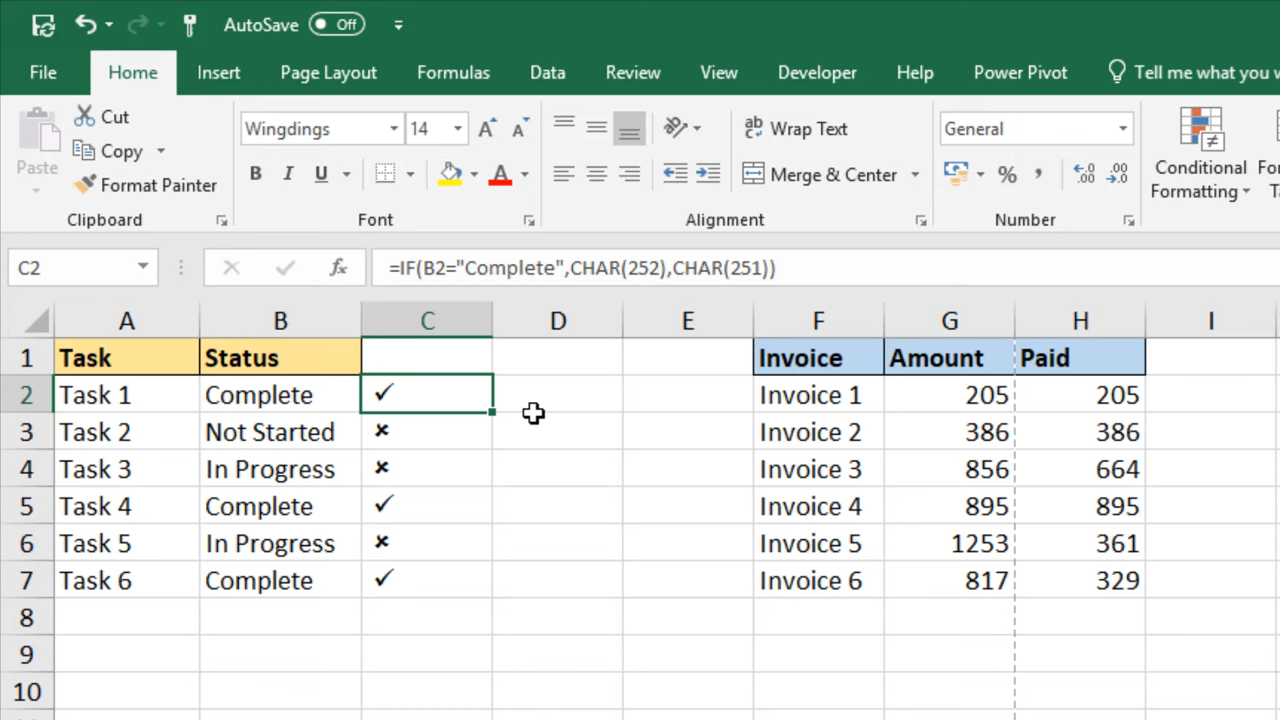 AutoSave Off
File Home Insert Page Layout Formulas Data Review View Developer Help Power Pivot Tell me what you w
Paste
Cut
Copy
Format Painter
Clipboard
Wingdings 14
B I U A
Font
Wrap Text
Merge & Center
Alignment
General
%
Number
Conditional
Formatting
C2 fx =IF(B2="Complete",CHAR(252),CHAR(251))
A B C D E F G H I
1 Task Status Invoice Amount Paid
2 Task 1 Complete ✓ Invoice 1 205 205
3 Task 2 Not Started ✗ Invoice 2 386 386
4 Task 3 In Progress ✗ Invoice 3 856 664
5 Task 4 Complete ✓ Invoice 4 895 895
6 Task 5 In Progress ✗ Invoice 5 1253 361
7 Task 6 Complete ✓ Invoice 6 817 329
8
9
10